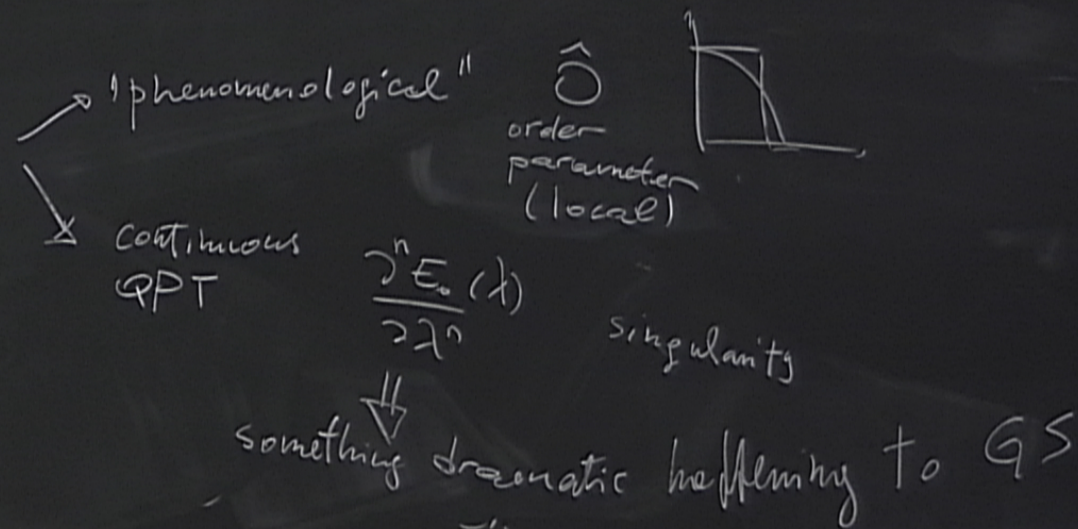 "phenomenological"
Ô
order
parameter
(local)
continuous
QPT
∂ⁿE₀(λ)
∂λⁿ
singularity
⇓
something dramatic happening to GS